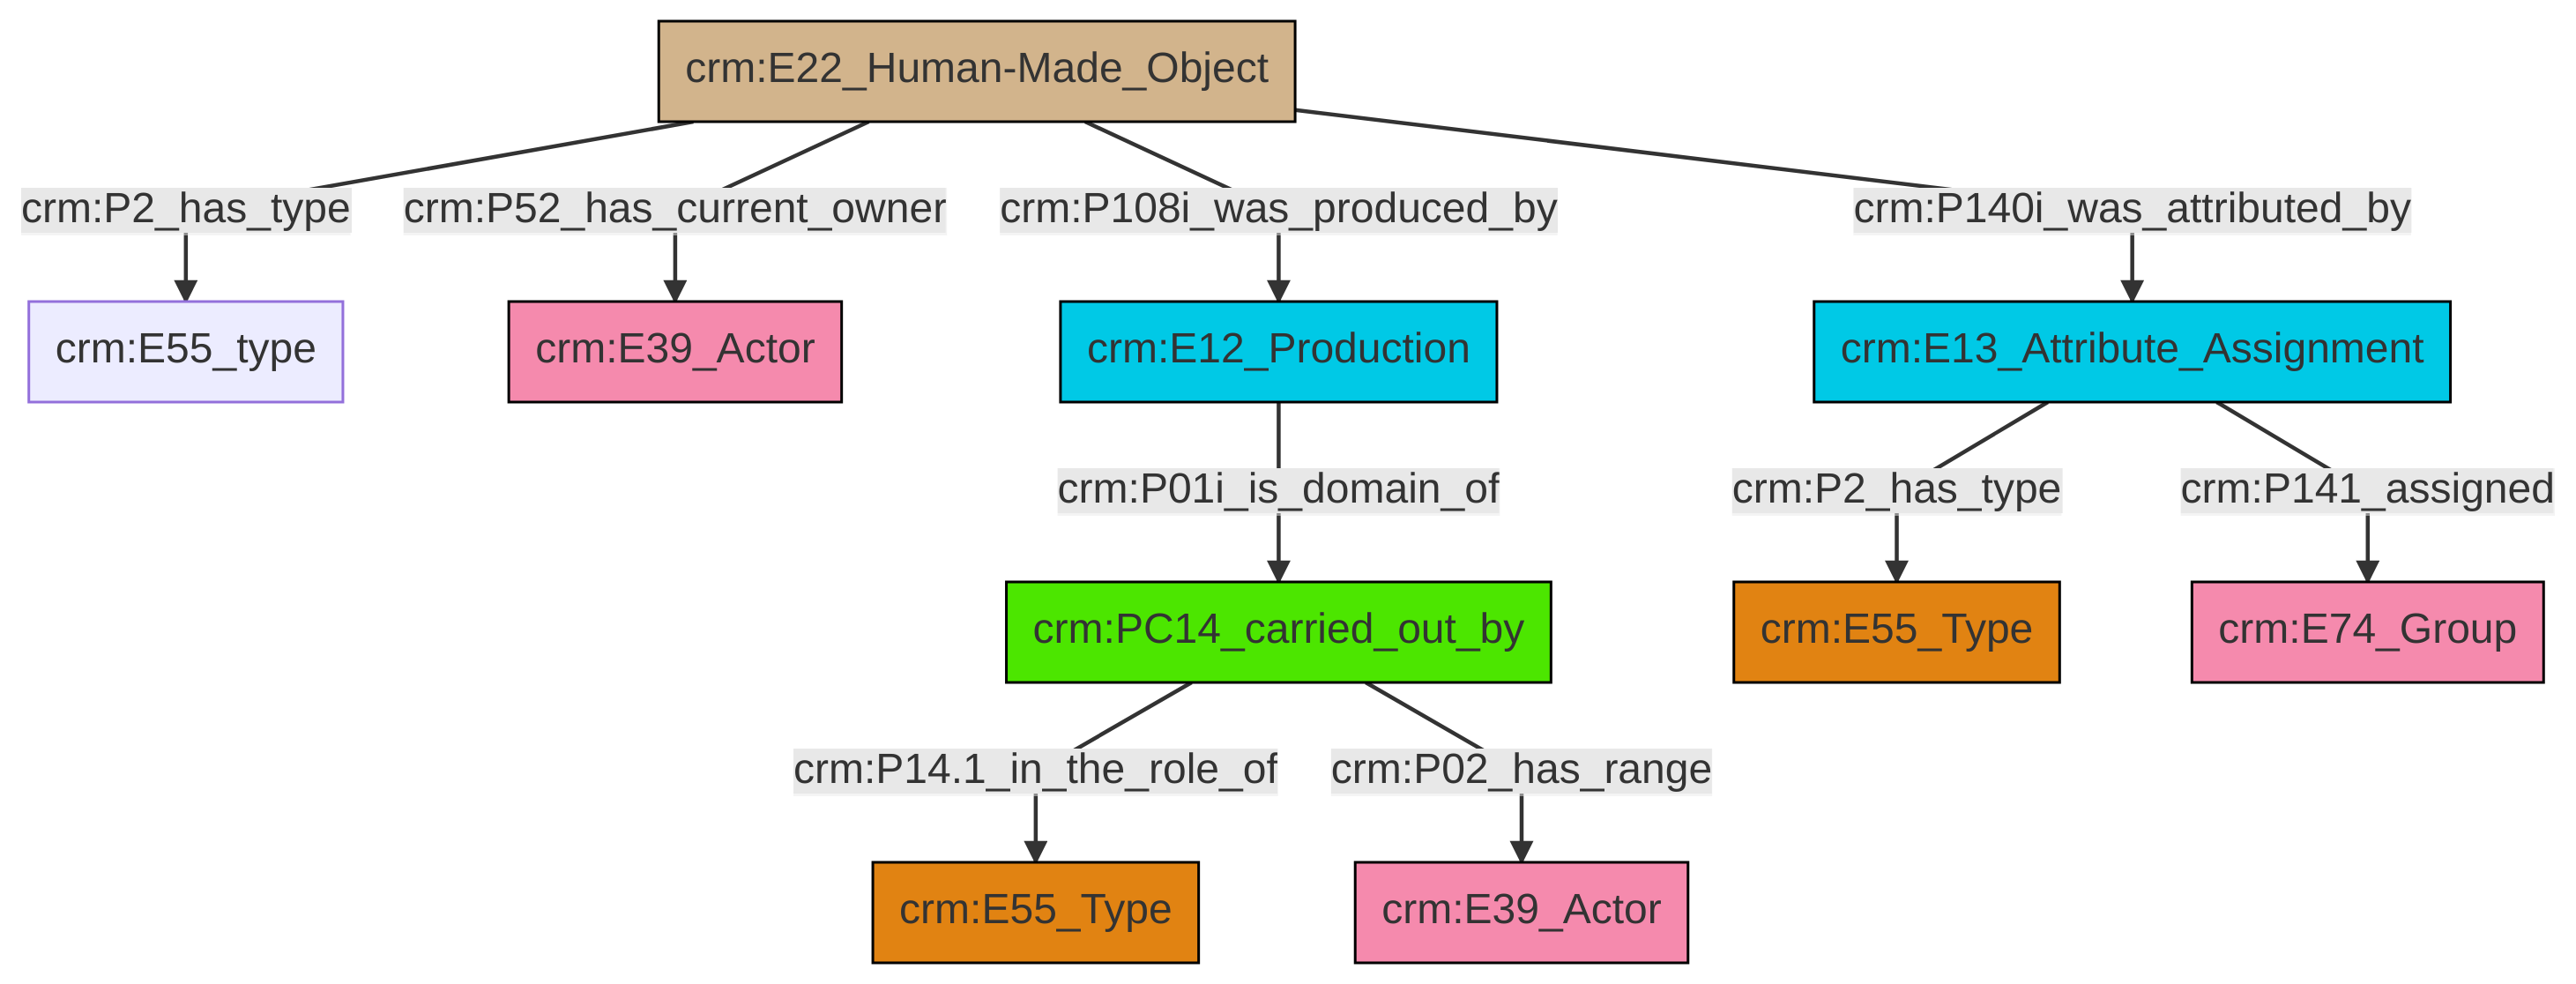 crm:E22_Human-Made_Object
crm:P2_has_type
crm:P52_has_current_owner
crm:P108i_was_produced_by
crm:P140i_was_attributed_by
crm:E55_type
crm:E39_Actor
crm:E12_Production
crm:E13_Attribute_Assignment
crm:P01i_is_domain_of
crm:P2_has_type
crm:P141_assigned
crm:PC14_carried_out_by
crm:E55_Type
crm:E74_Group
crm:P14.1_in_the_role_of
crm:P02_has_range
crm:E55_Type
crm:E39_Actor